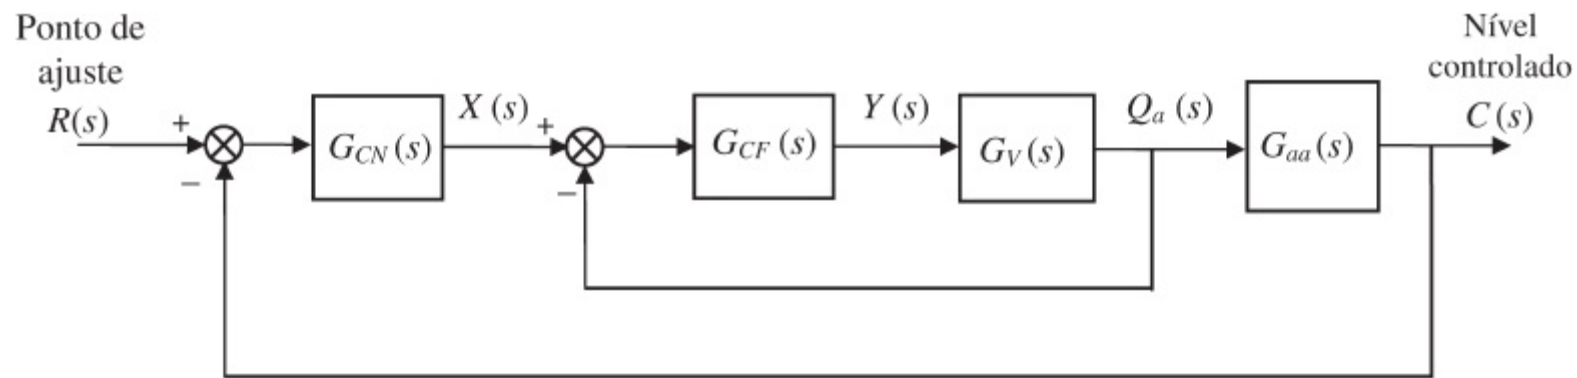 Ponto de
ajuste
R(s)
+
−
G_CN(s)
X (s)
+
−
G_CF(s)
Y (s)
G_V(s)
Q_a(s)
G_aa(s)
Nível
controlado
C (s)